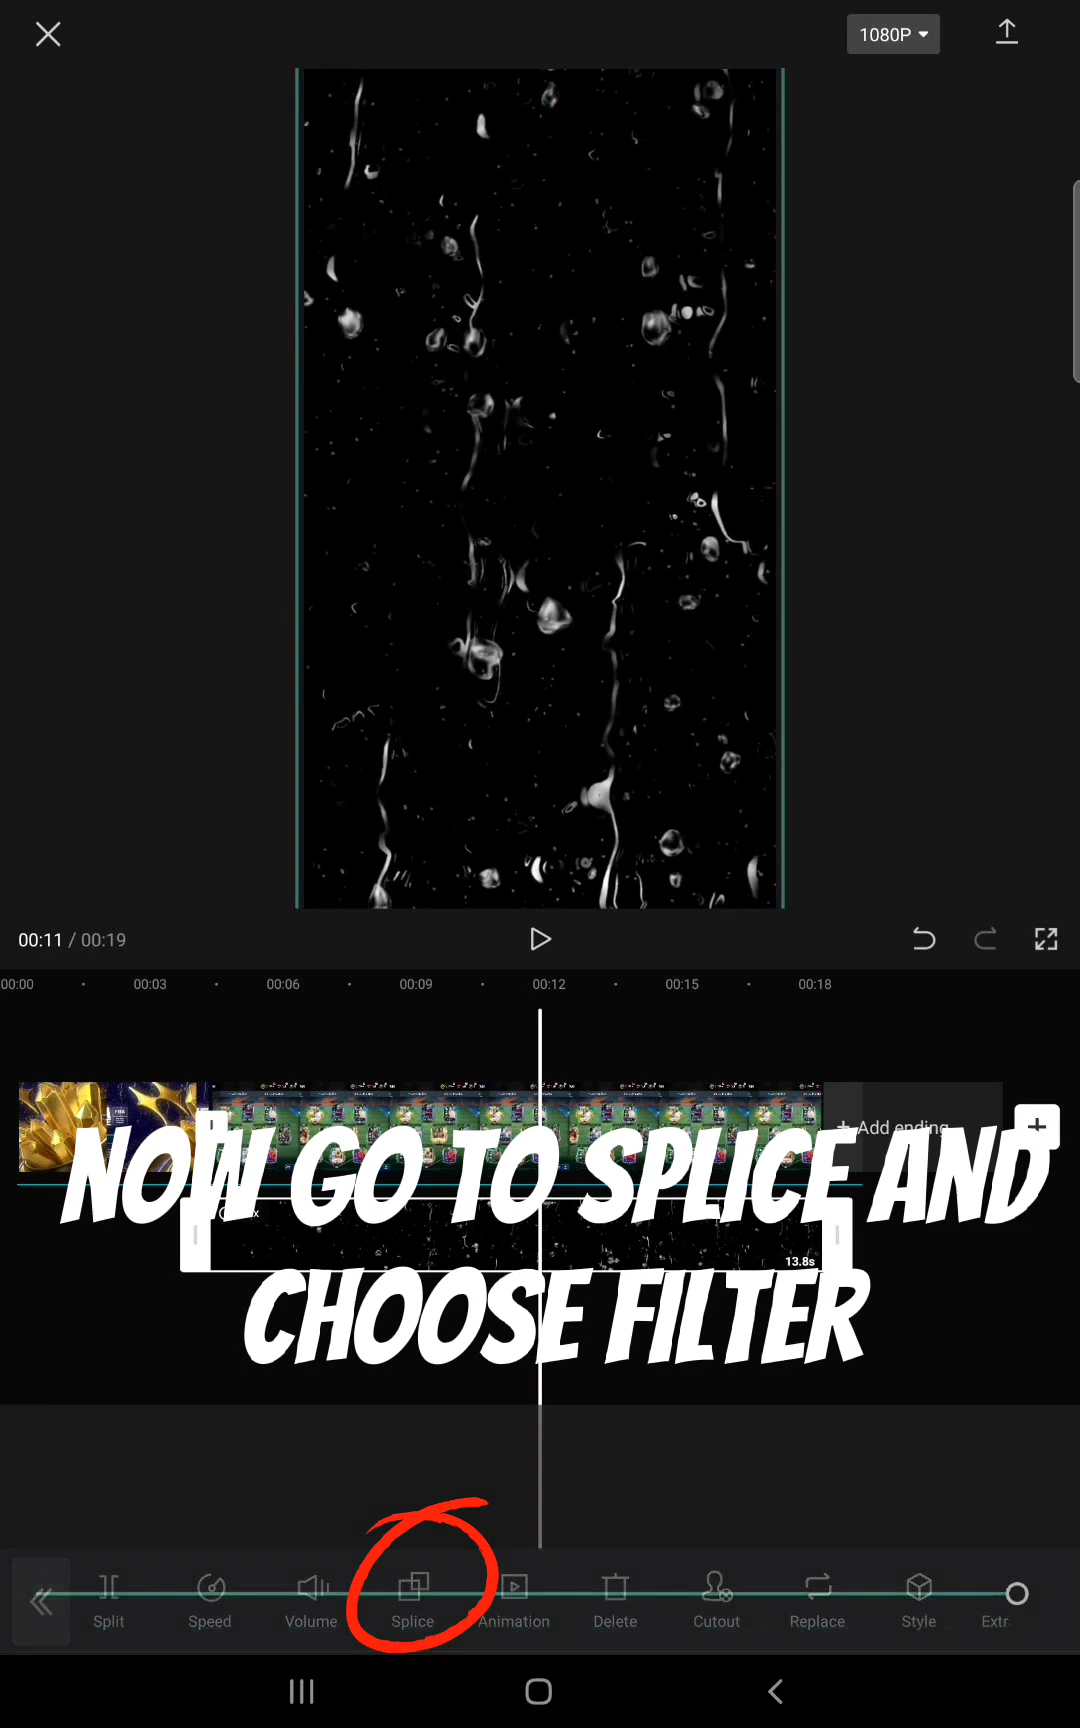 1080P
00:11 / 00:19
00:00 00:03 00:06 00:09 00:12 00:15 00:18
+ Add ending
NOW GO TO SPLICE AND
13.8s
CHOOSE FILTER
Split Speed Volume Splice Animation Delete Cutout Replace Style Extr